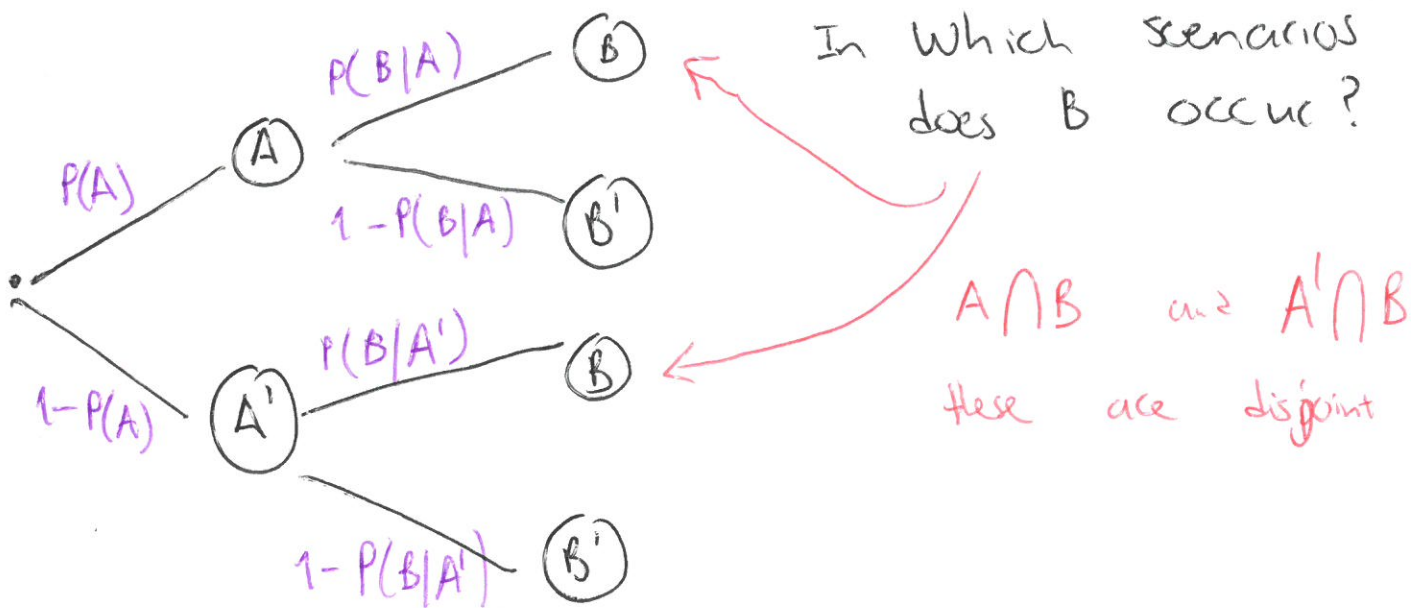 In Which scenarios
does B occur?
P(B|A)
B
A
P(A)
1-P(B|A)
B'
A∩B and A'∩B
P(B|A')
B
these are disjoint
1-P(A)
A'
B'
1-P(B|A')